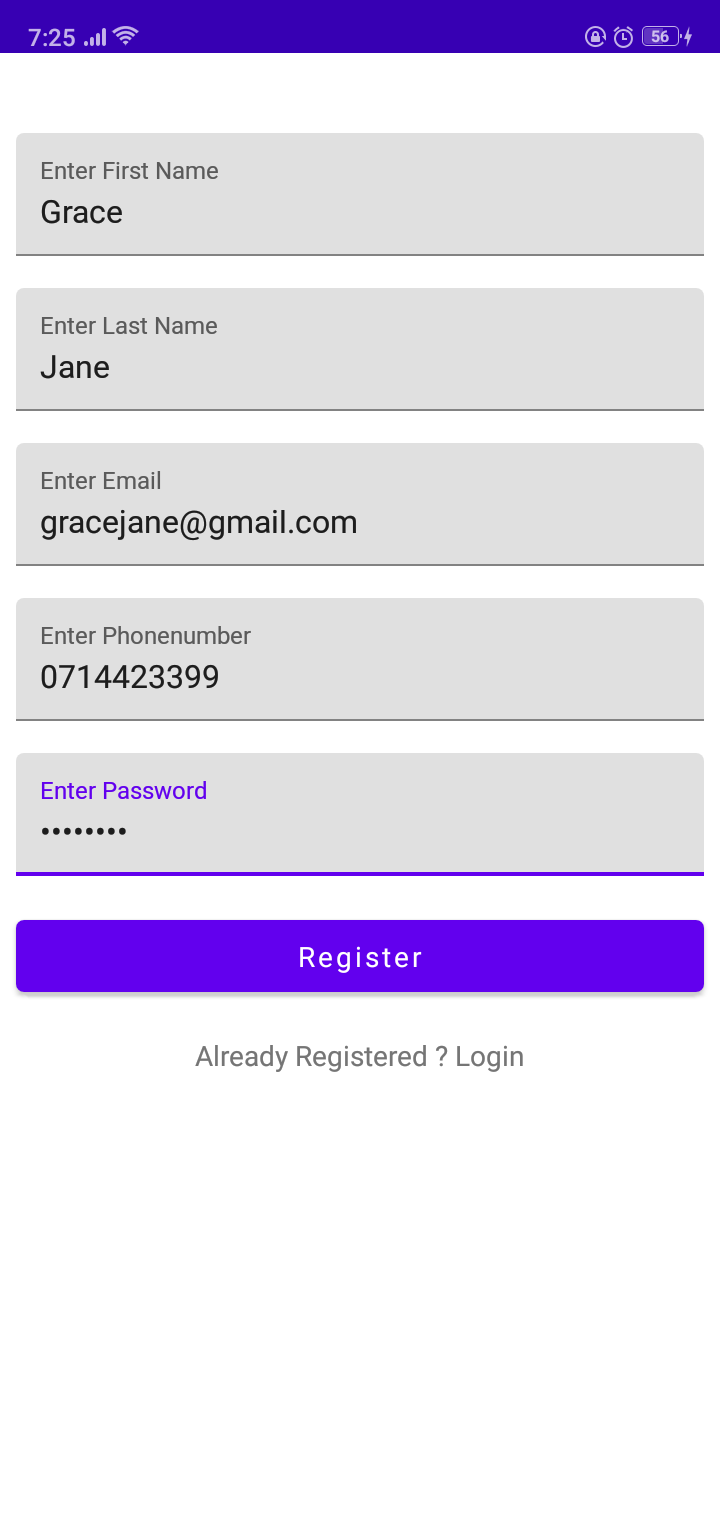 7:25 56
Enter First Name
Grace
Enter Last Name
Jane
Enter Email
gracejane@gmail.com
Enter Phonenumber
0714423399
Enter Password
••••••••
Register
Already Registered ? Login